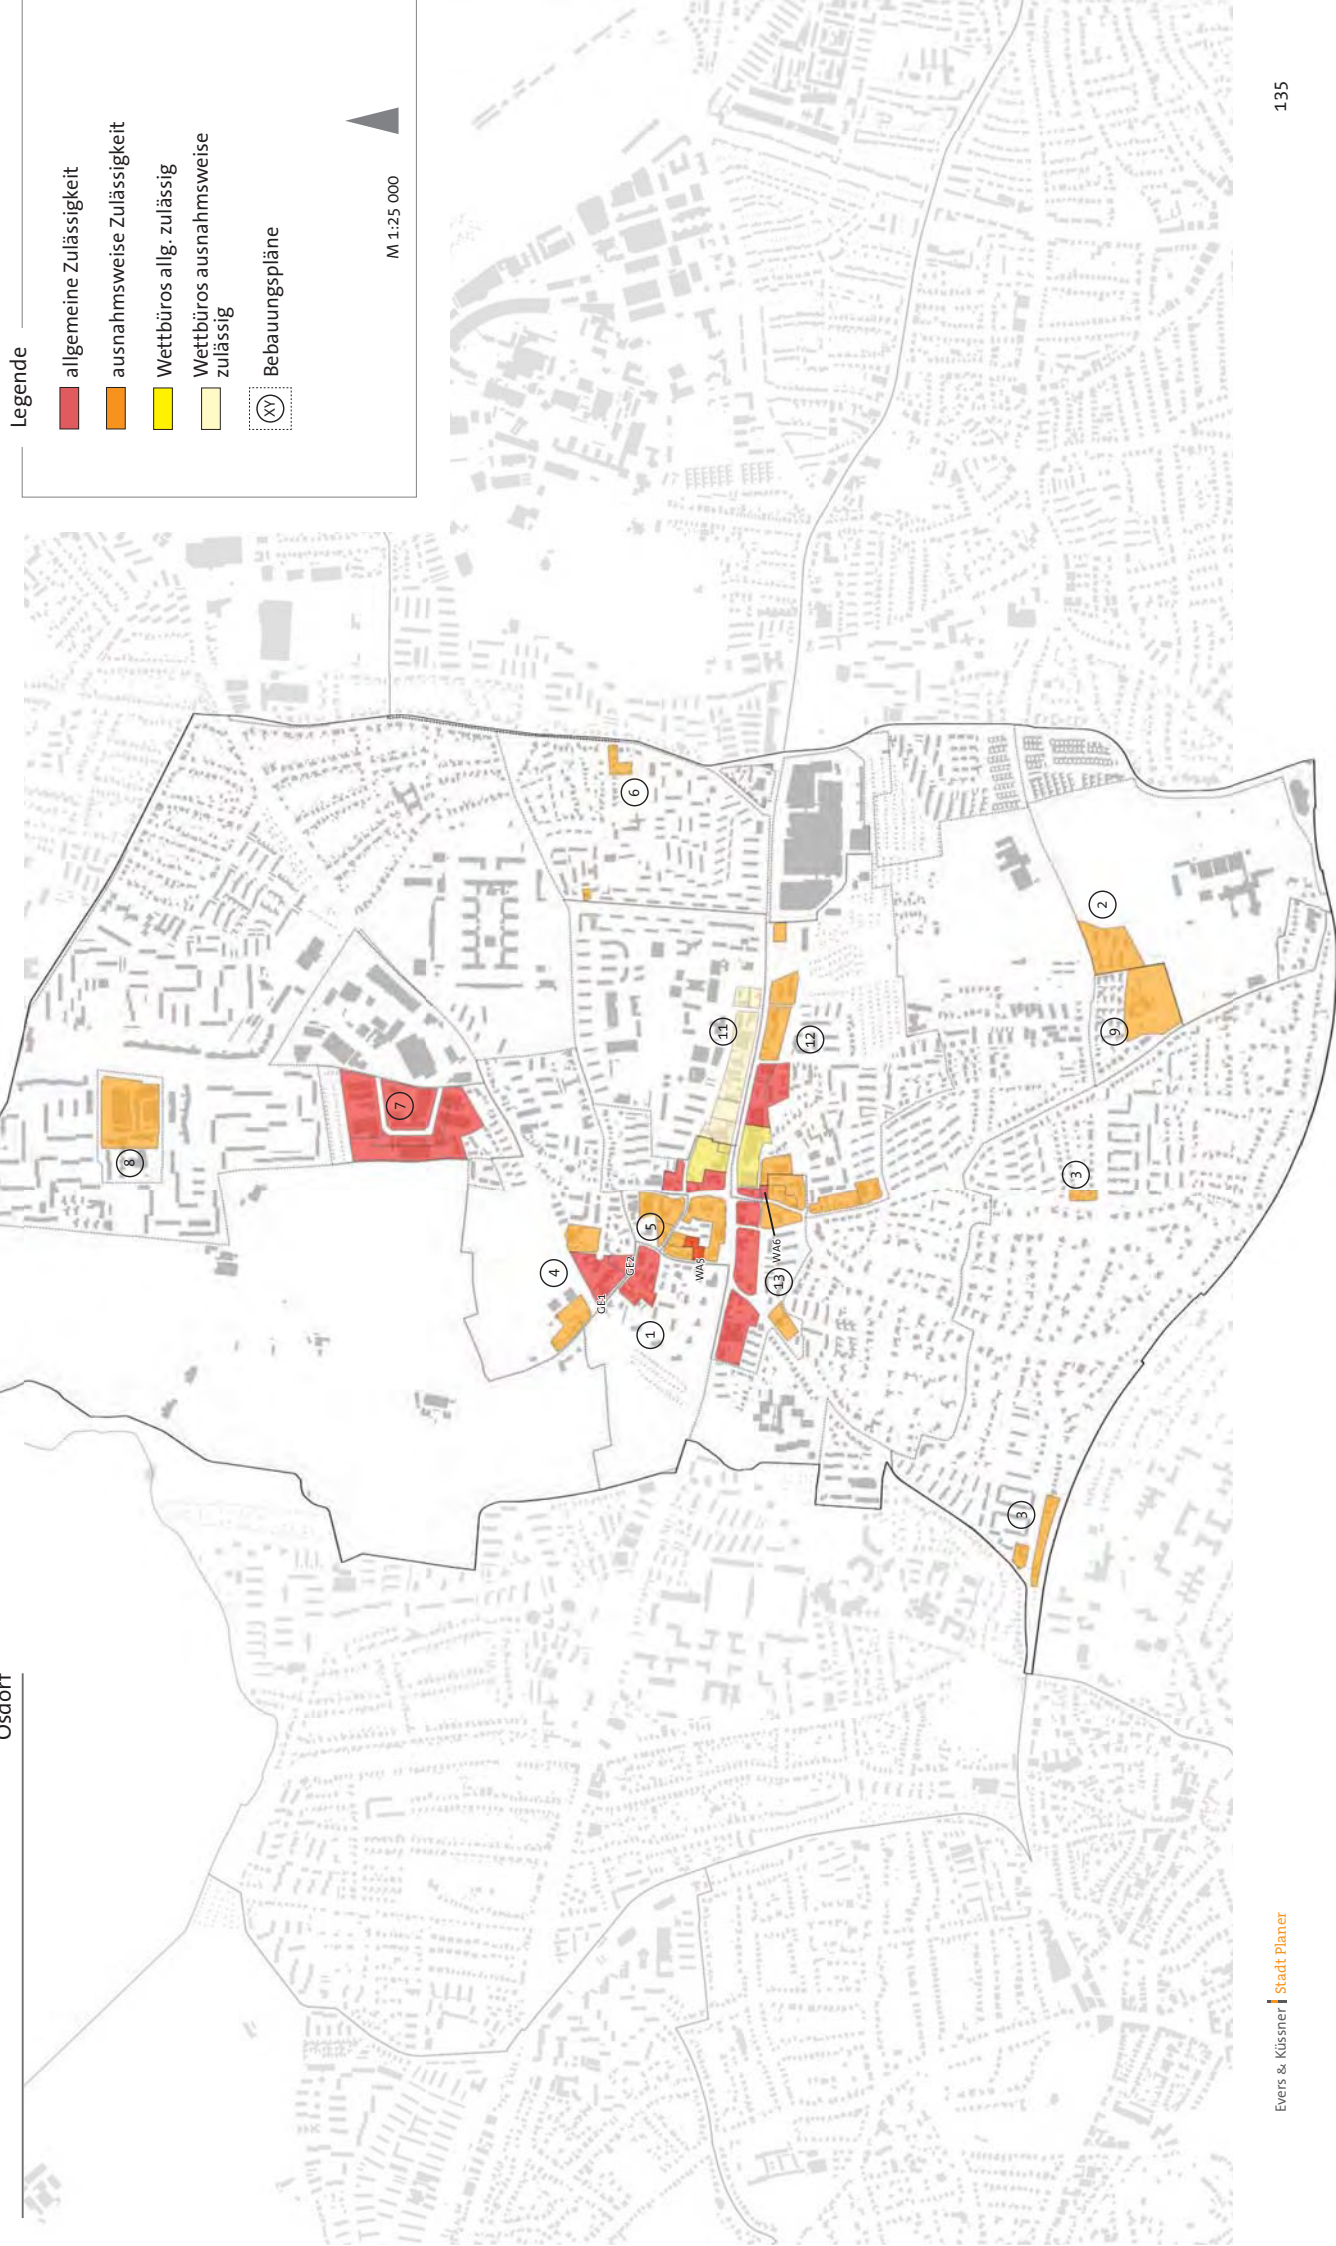 Osdorf
Legende
allgemeine Zulässigkeit
ausnahmsweise Zulässigkeit
Wettbüros allg. zulässig
Wettbüros ausnahmsweise
zulässig
XY Bebauungspläne
M 1:25 000
8
7
6
4
5
GE1
GE2
1
WA5
11
12
WA6
13
2
9
3
3
Evers & Küssner | Stadt Planer
135